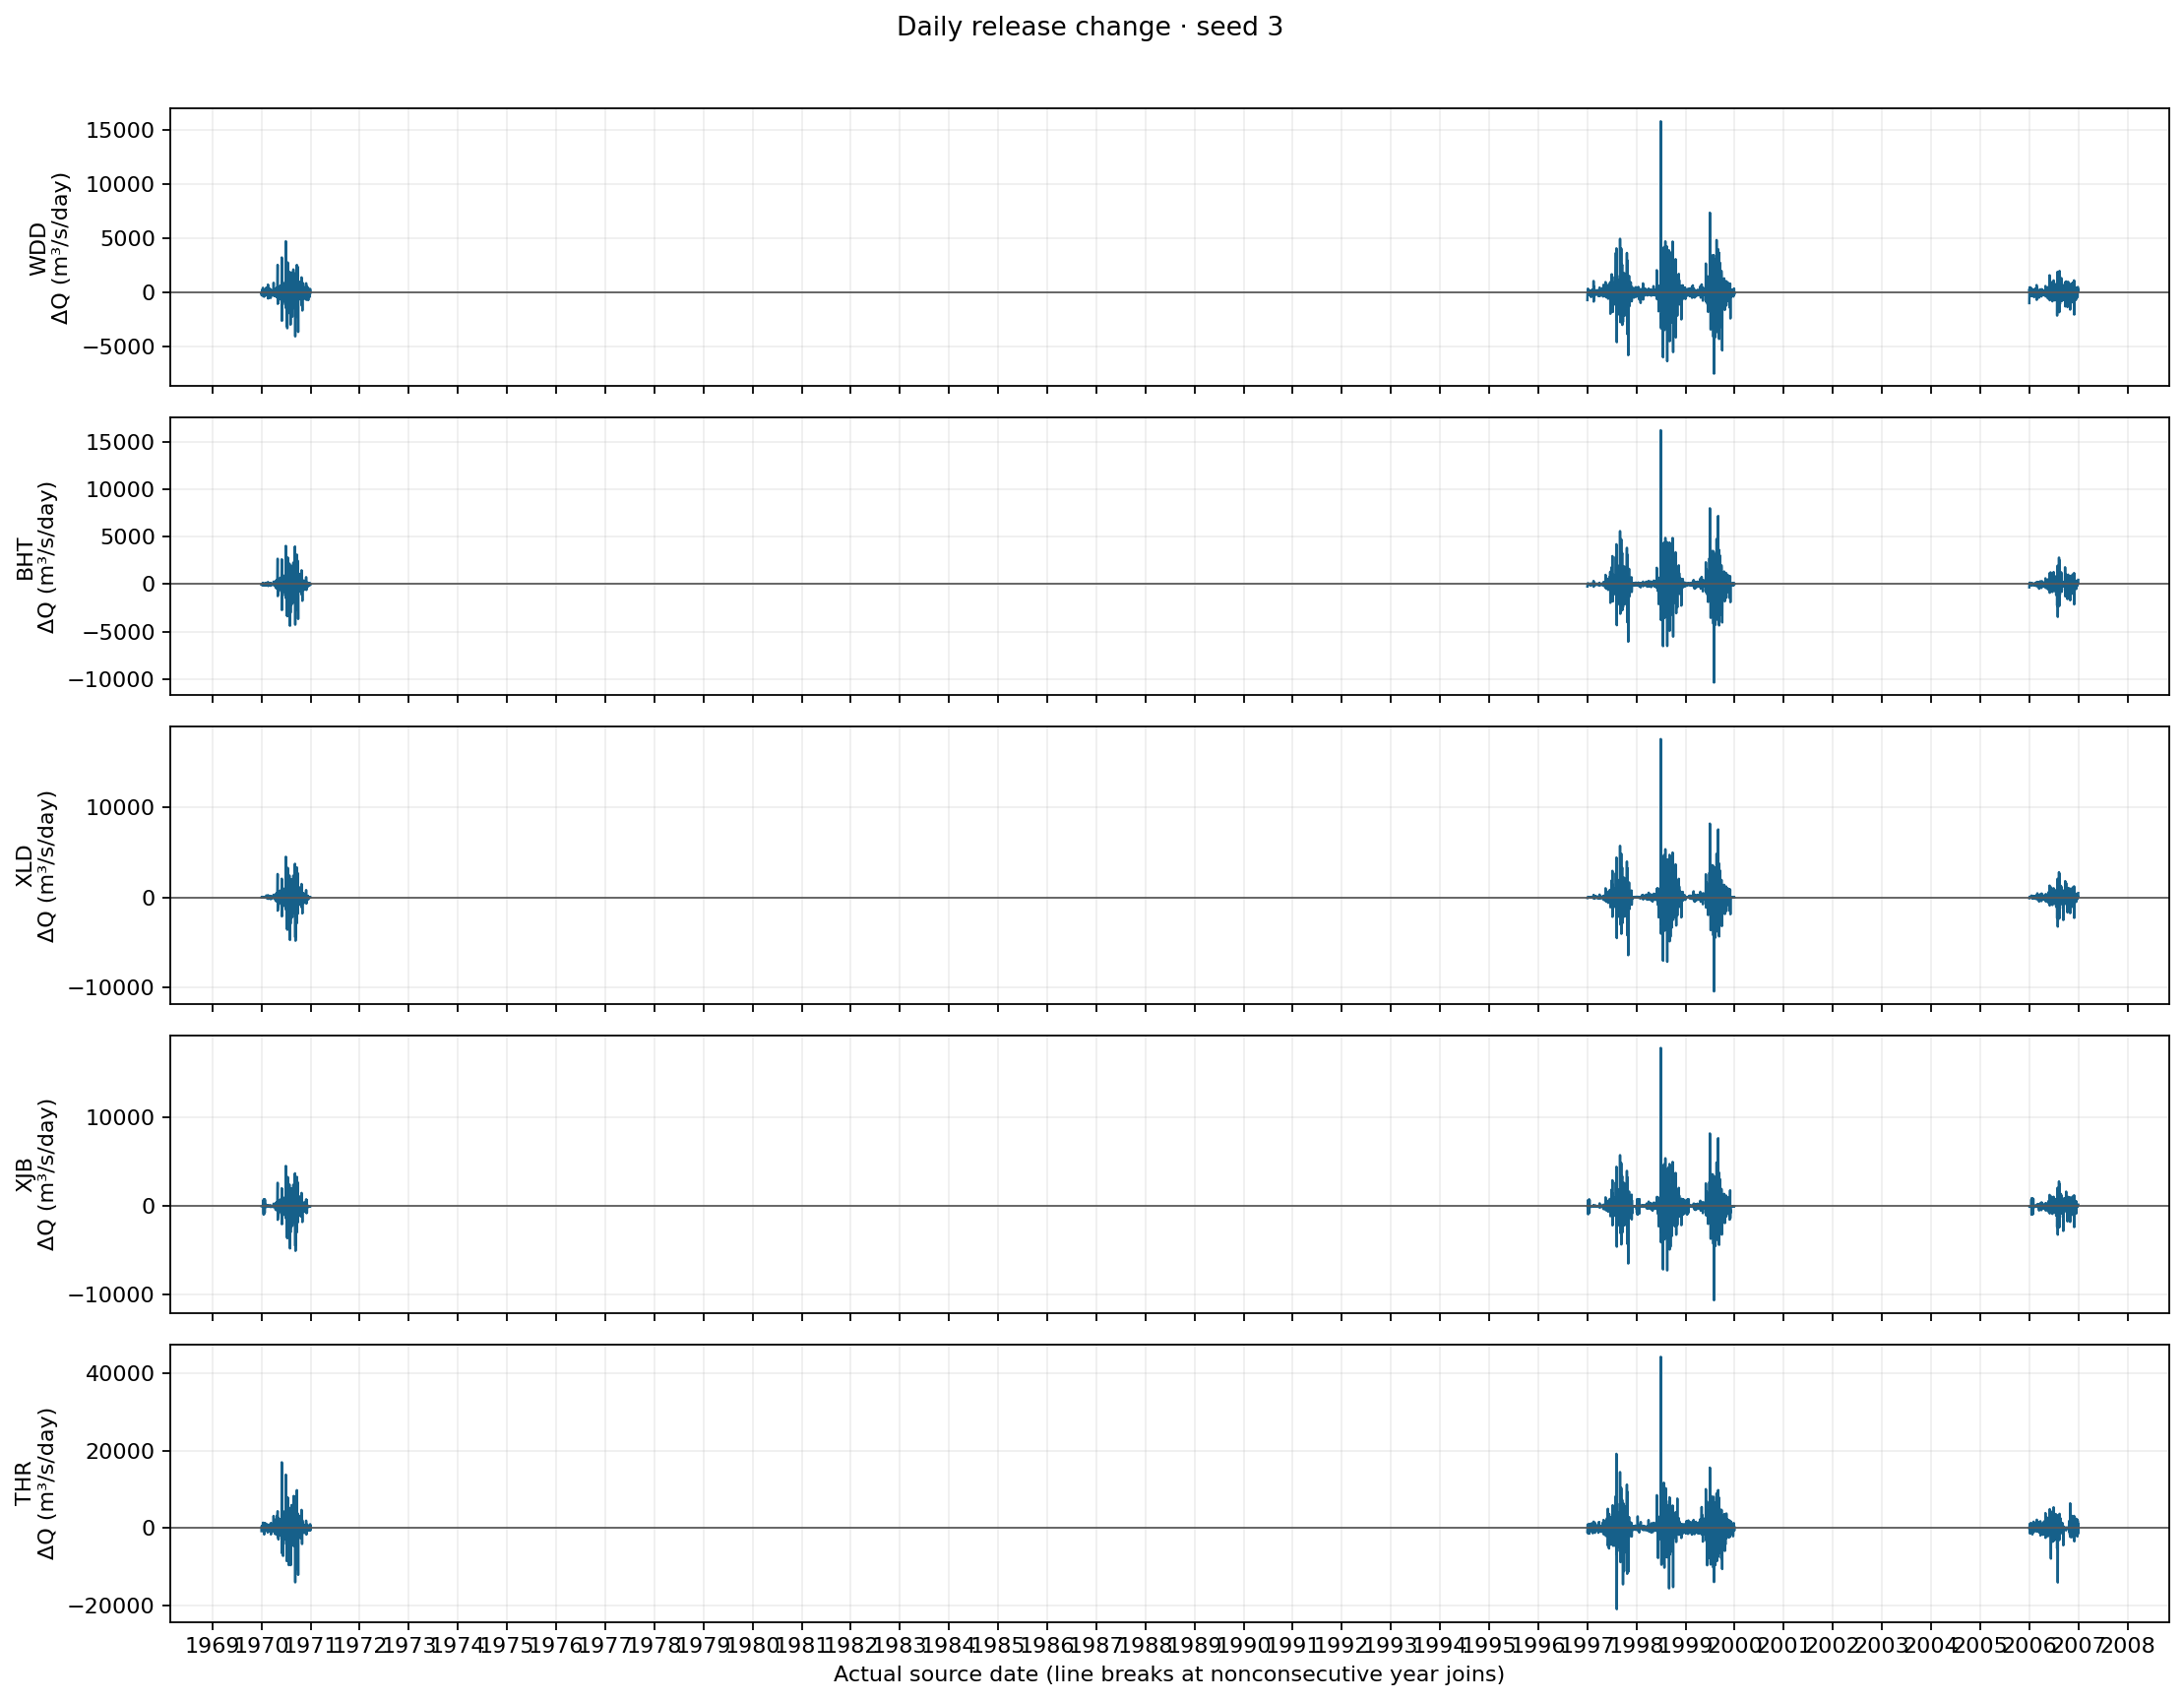 Daily release change · seed 3
WDD
ΔQ (m³/s/day)
15000
10000
5000
0
−5000
BHT
ΔQ (m³/s/day)
15000
10000
5000
0
−5000
−10000
XLD
ΔQ (m³/s/day)
10000
0
−10000
XJB
ΔQ (m³/s/day)
10000
0
−10000
THR
ΔQ (m³/s/day)
40000
20000
0
−20000
1969 1970 1971 1972 1973 1974 1975 1976 1977 1978 1979 1980 1981 1982 1983 1984 1985 1986 1987 1988 1989 1990 1991 1992 1993 1994 1995 1996 1997 1998 1999 2000 2001 2002 2003 2004 2005 2006 2007 2008
Actual source date (line breaks at nonconsecutive year joins)